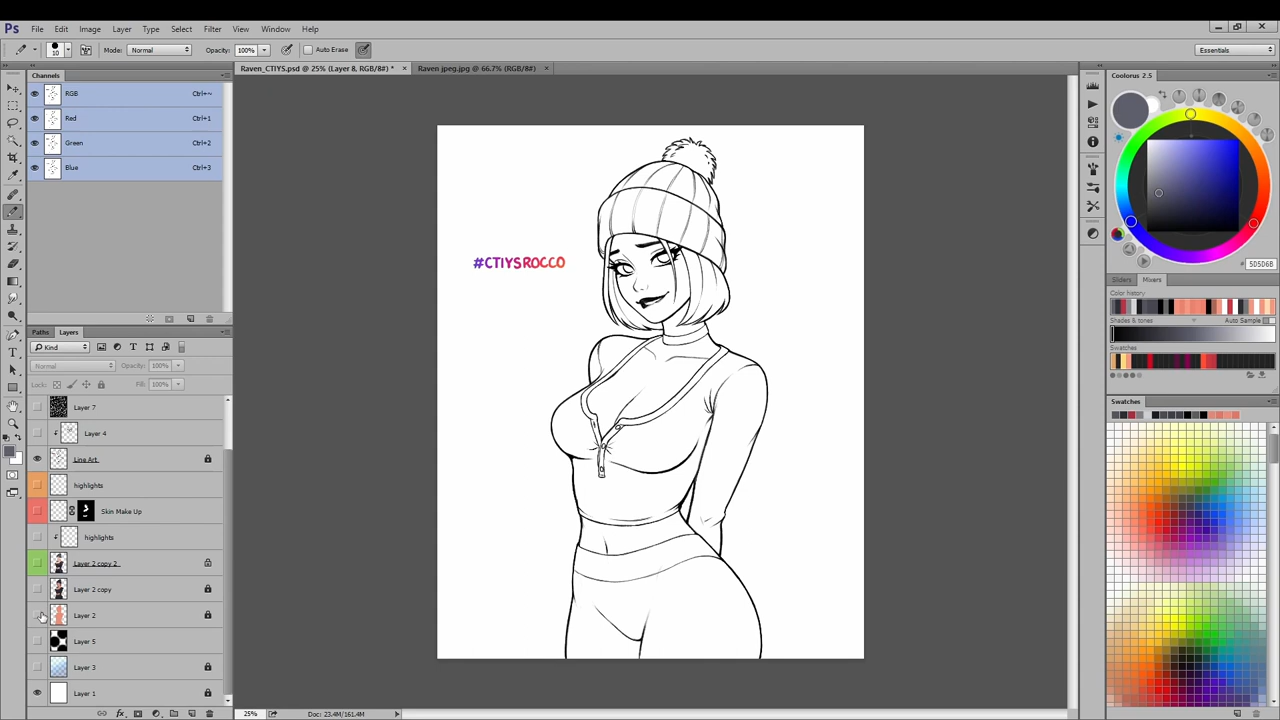 Ps File Edit Image Layer Type Select Filter View Window Help
10 Mode: Normal Opacity: 100% Auto Erase Essentials
Raven_CTIYS.psd @ 25% (Layer 8, RGB/8#) * × Raven jpeg.jpg @ 66.7% (RGB/8#) ×
Channels
RGB Ctrl+~
Red Ctrl+1
Green Ctrl+2
Blue Ctrl+3
Paths Layers
Kind
Normal Opacity: 100%
Lock: Fill: 100%
Layer 7
Layer 4
Line Art
highlights
Skin Make Up
highlights
Layer 2 copy 2
Layer 2 copy
Layer 2
Layer 5
Layer 3
Layer 1
fx
#CTIYSROCCO
25% Doc: 23.4M/161.4M
Coolorus 2.5
5D5D6B
Sliders Mixers
Color history
Shades & tones Auto Sample
Swatches
Swatches